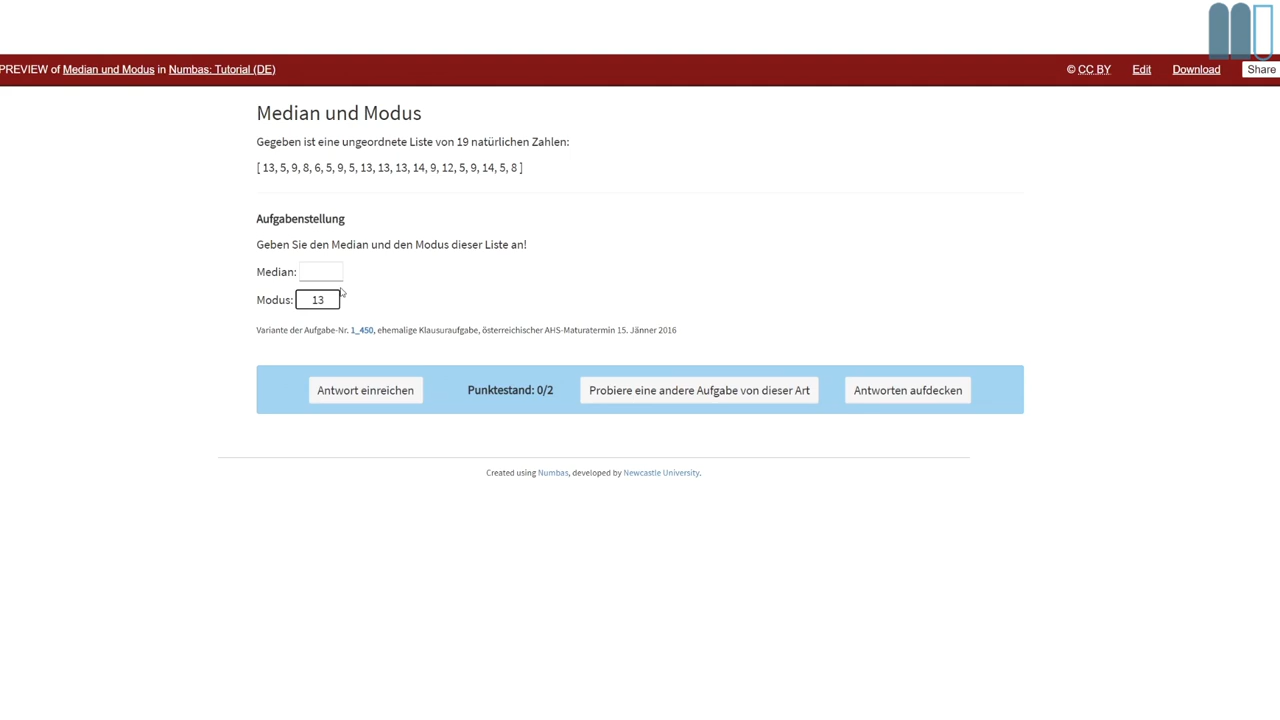 PREVIEW of Median und Modus in Numbas: Tutorial (DE)
© CC BY Edit Download Share
Median und Modus
Gegeben ist eine ungeordnete Liste von 19 natürlichen Zahlen:
[ 13, 5, 9, 8, 6, 5, 9, 5, 13, 13, 13, 14, 9, 12, 5, 9, 14, 5, 8 ]
Aufgabenstellung
Geben Sie den Median und den Modus dieser Liste an!
Median:
Modus: 13
Variante der Aufgabe-Nr. 1_450, ehemalige Klausuraufgabe, österreichischer AHS-Maturatermin 15. Jänner 2016
Antwort einreichen Punktestand: 0/2 Probiere eine andere Aufgabe von dieser Art Antworten aufdecken
Created using Numbas, developed by Newcastle University.